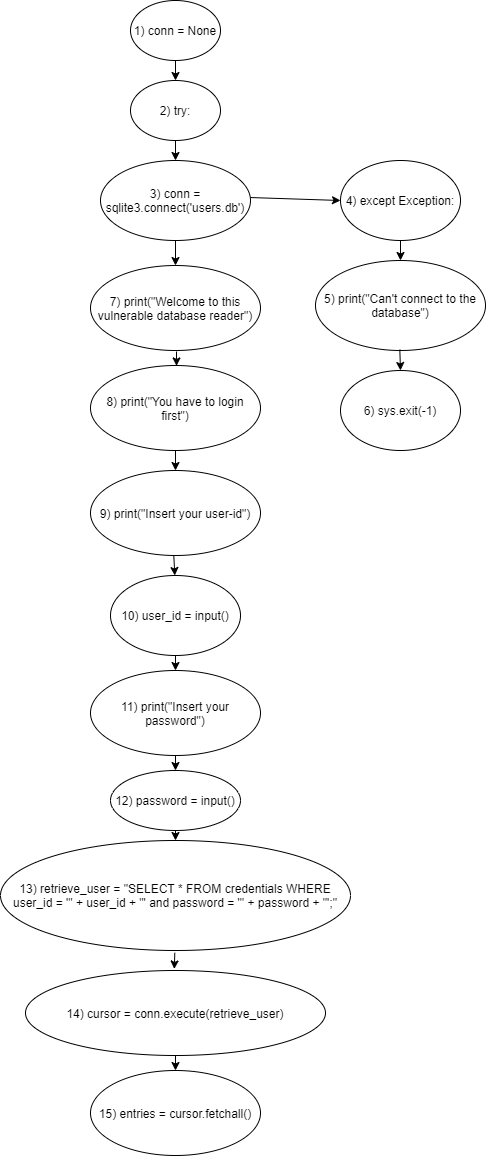 1) conn = None
2) try:
3) conn =
sqlite3.connect('users.db')
4) except Exception:
7) print("Welcome to this
vulnerable database reader")
5) print("Can't connect to the
database")
8) print("You have to login
first")
6) sys.exit(-1)
9) print("Insert your user-id")
10) user_id = input()
11) print("Insert your
password")
12) password = input()
13) retrieve_user = "SELECT * FROM credentials WHERE
user_id = '" + user_id + "' and password = '" + password + "';"
14) cursor = conn.execute(retrieve_user)
15) entries = cursor.fetchall()